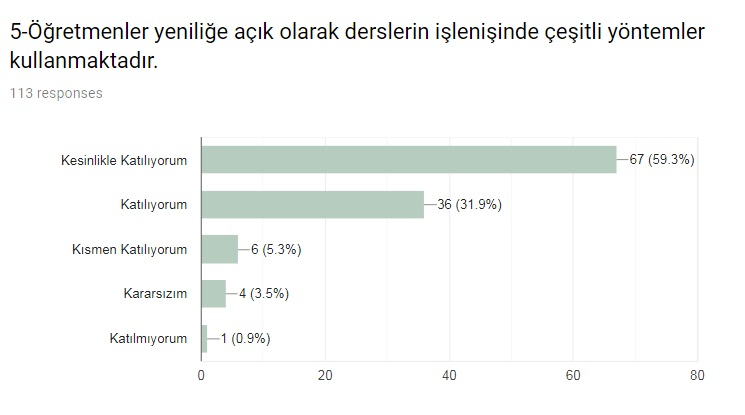 5-Öğretmenler yeniliğe açık olarak derslerin işlenişinde çeşitli yöntemler
kullanmaktadır.
113 responses
Kesinlikle Katılıyorum 67 (59.3%)
Katılıyorum 36 (31.9%)
Kısmen Katılıyorum 6 (5.3%)
Kararsızım 4 (3.5%)
Katılmıyorum 1 (0.9%)
0 20 40 60 80